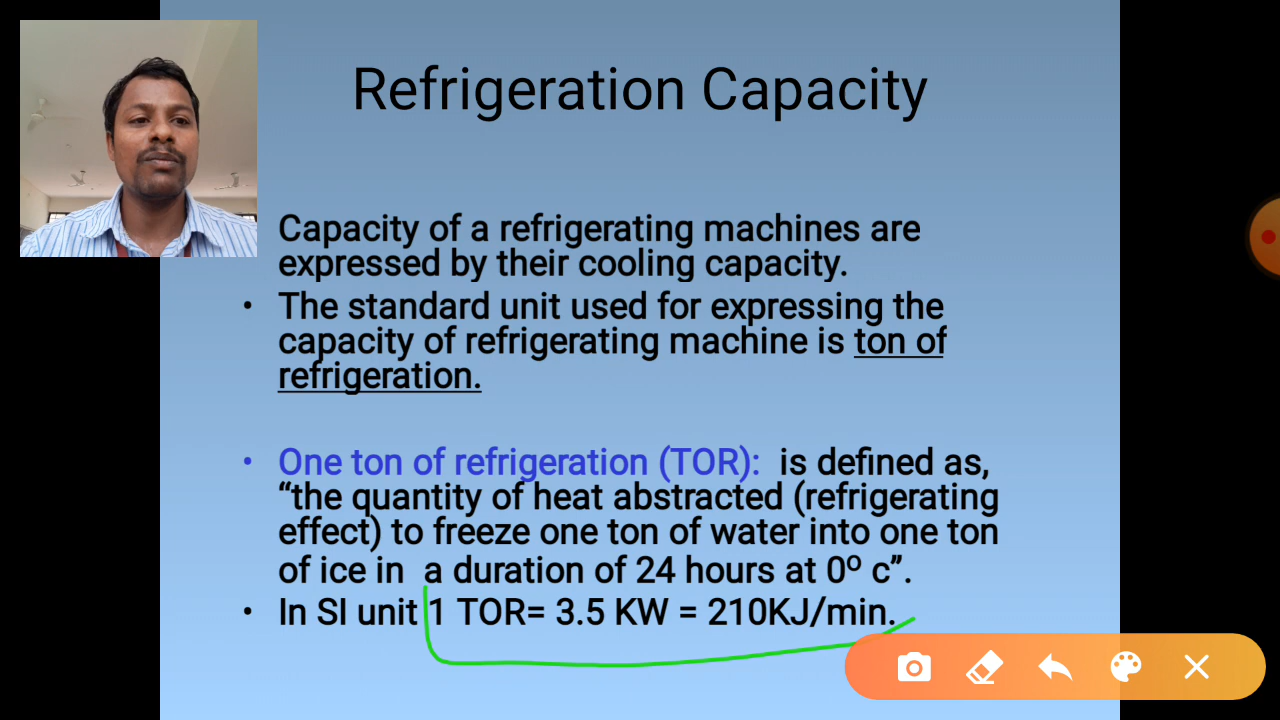 Refrigeration Capacity
Capacity of a refrigerating machines are
expressed by their cooling capacity.
• The standard unit used for expressing the
capacity of refrigerating machine is ton of
refrigeration.
• One ton of refrigeration (TOR): is defined as,
“the quantity of heat abstracted (refrigerating
effect) to freeze one ton of water into one ton
of ice in a duration of 24 hours at 0⁰ c”.
• In SI unit 1 TOR= 3.5 KW = 210KJ/min.